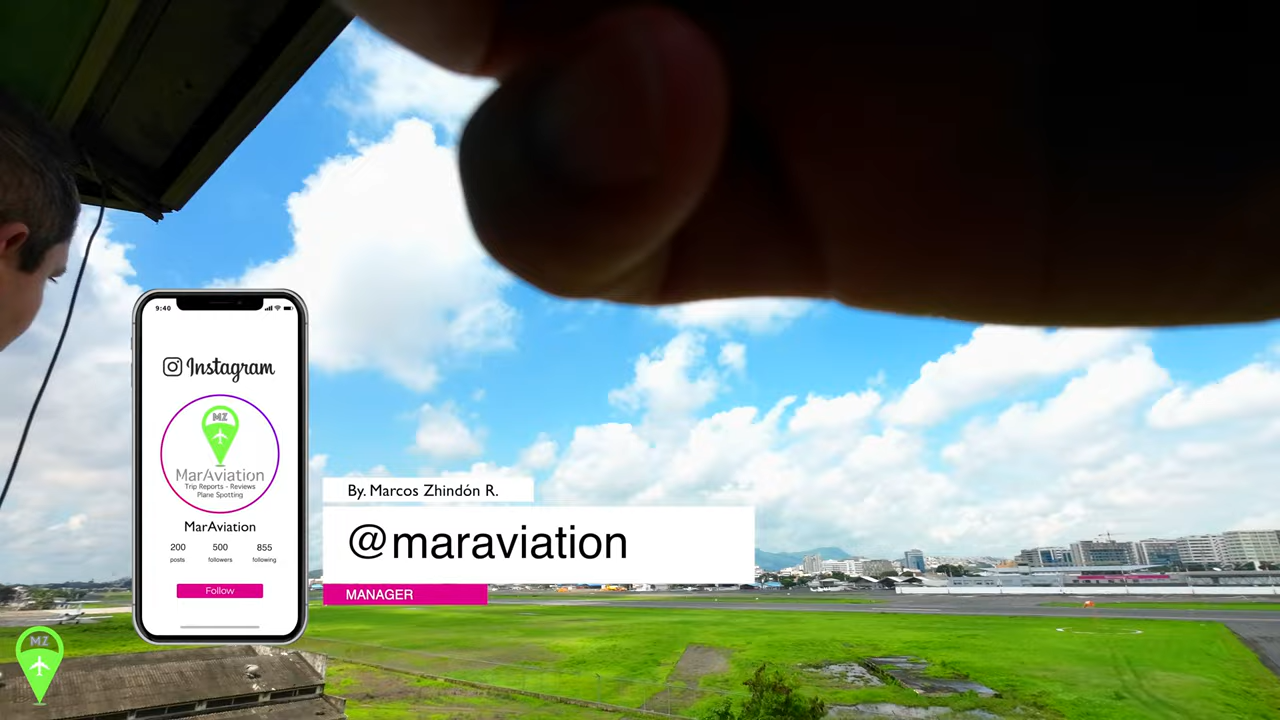 9:40
Instagram
MZ
MarAviation
Trip Reports - Reviews
Plane Spotting
MarAviation
200 500 855
posts followers following
Follow
By. Marcos Zhindón R.
@maraviation
MANAGER
MZ